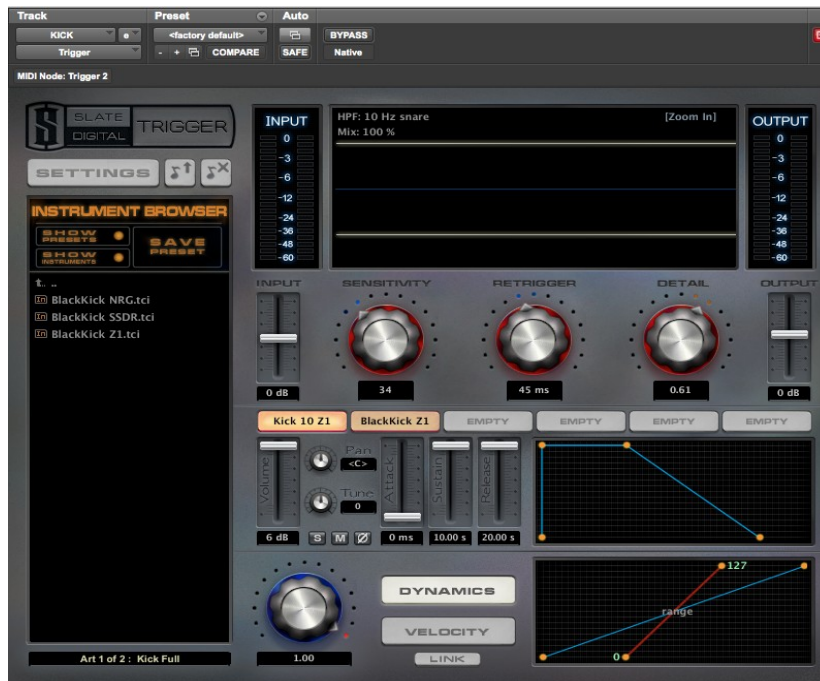 Track Preset Auto
KICK e <factory default> BYPASS
Trigger - + COMPARE SAFE Native
MIDI Node: Trigger 2
SLATE DIGITAL TRIGGER
SETTINGS
INSTRUMENT BROWSER
SHOW PRESETS
SHOW INSTRUMENTS
SAVE PRESET
..
In BlackKick NRG.tci
In BlackKick SSDR.tci
In BlackKick Z1.tci
Art 1 of 2 : Kick Full
INPUT
0
-3
-6
-12
-24
-36
-48
-60
HPF: 10 Hz snare [Zoom In]
Mix: 100 %
OUTPUT
0
-3
-6
-12
-24
-36
-48
-60
INPUT SENSITIVITY RETRIGGER DETAIL OUTPUT
0 dB 34 45 ms 0.61 0 dB
Kick 10 Z1 BlackKick Z1 EMPTY EMPTY EMPTY EMPTY
Volume
Pan
<C>
Tune
0
Attack
Sustain
Release
6 dB S M Ø 0 ms 10.00 s 20.00 s
1.00
DYNAMICS
VELOCITY
LINK
127
range
0